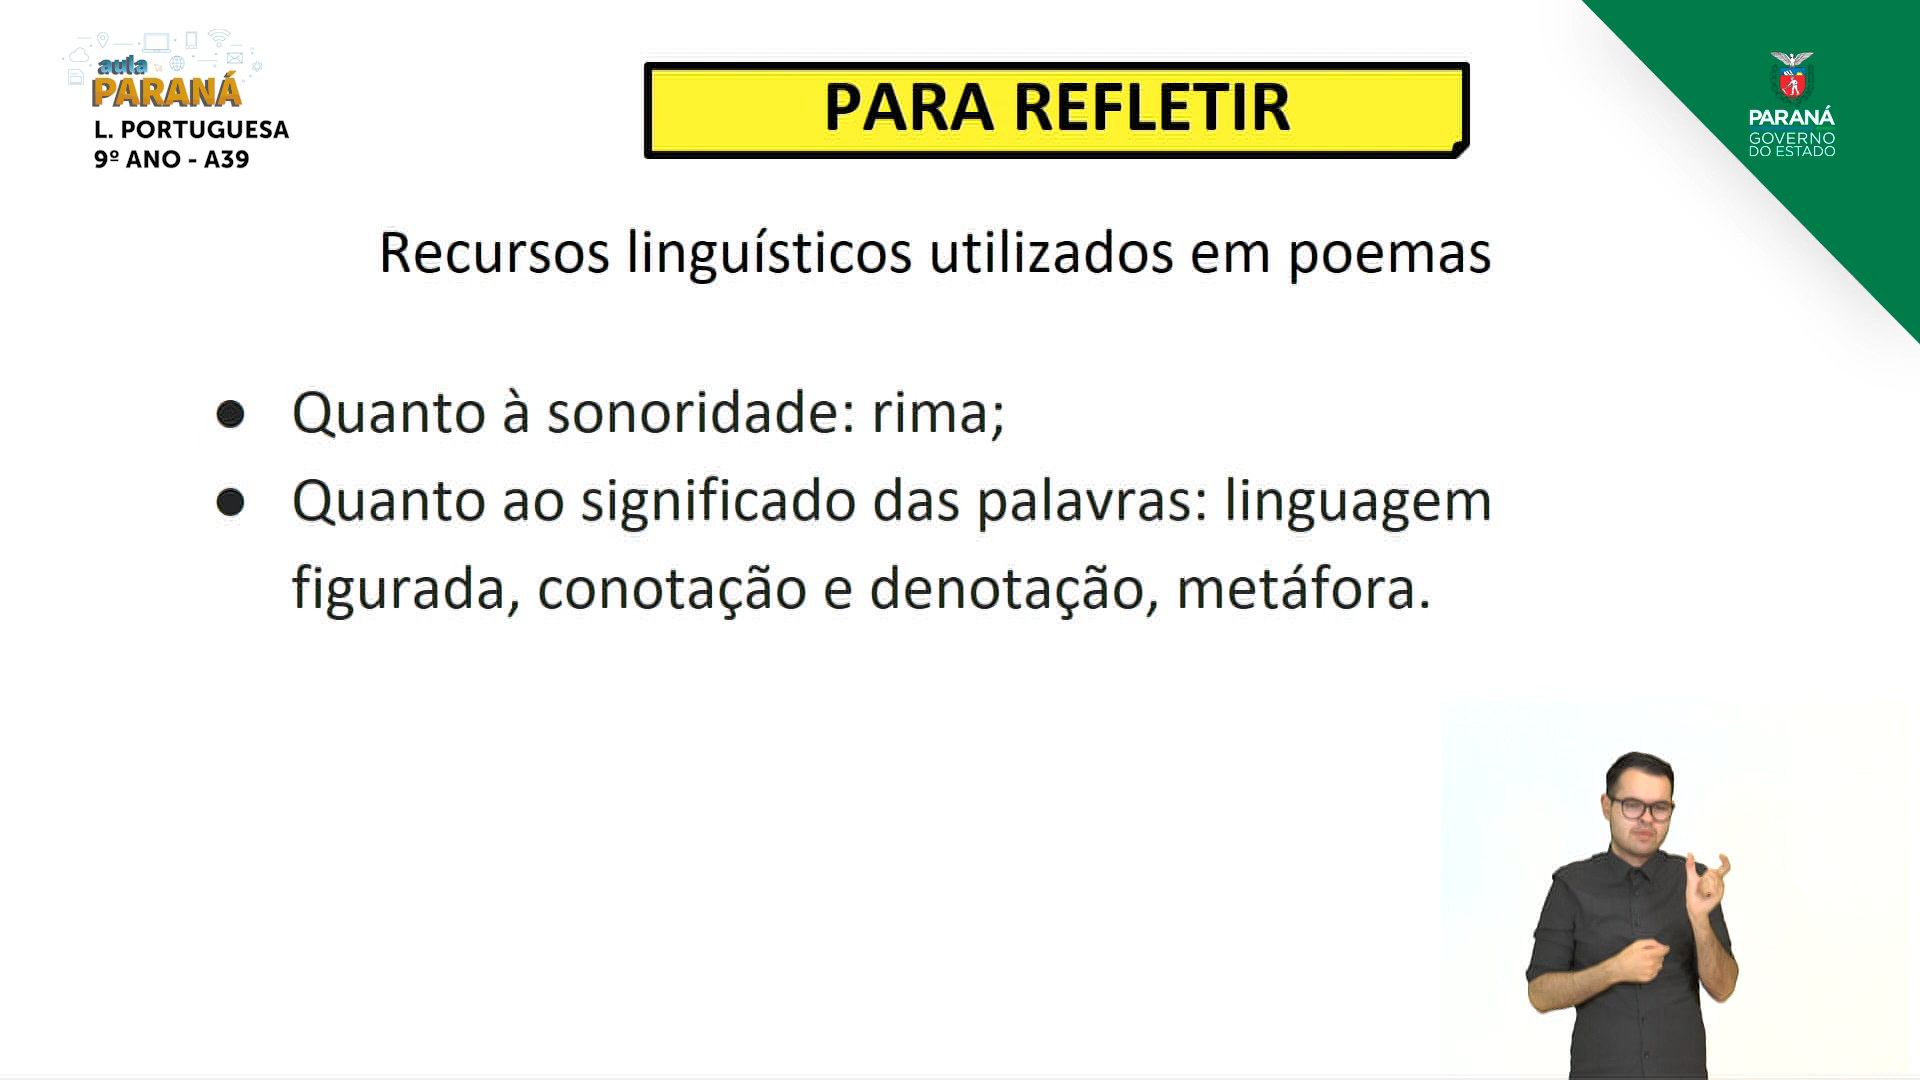 aula
PARANÁ
L. PORTUGUESA
9º ANO - A39
PARA REFLETIR
PARANÁ
GOVERNO
DO ESTADO
Recursos linguísticos utilizados em poemas
● Quanto à sonoridade: rima;
● Quanto ao significado das palavras: linguagem
figurada, conotação e denotação, metáfora.